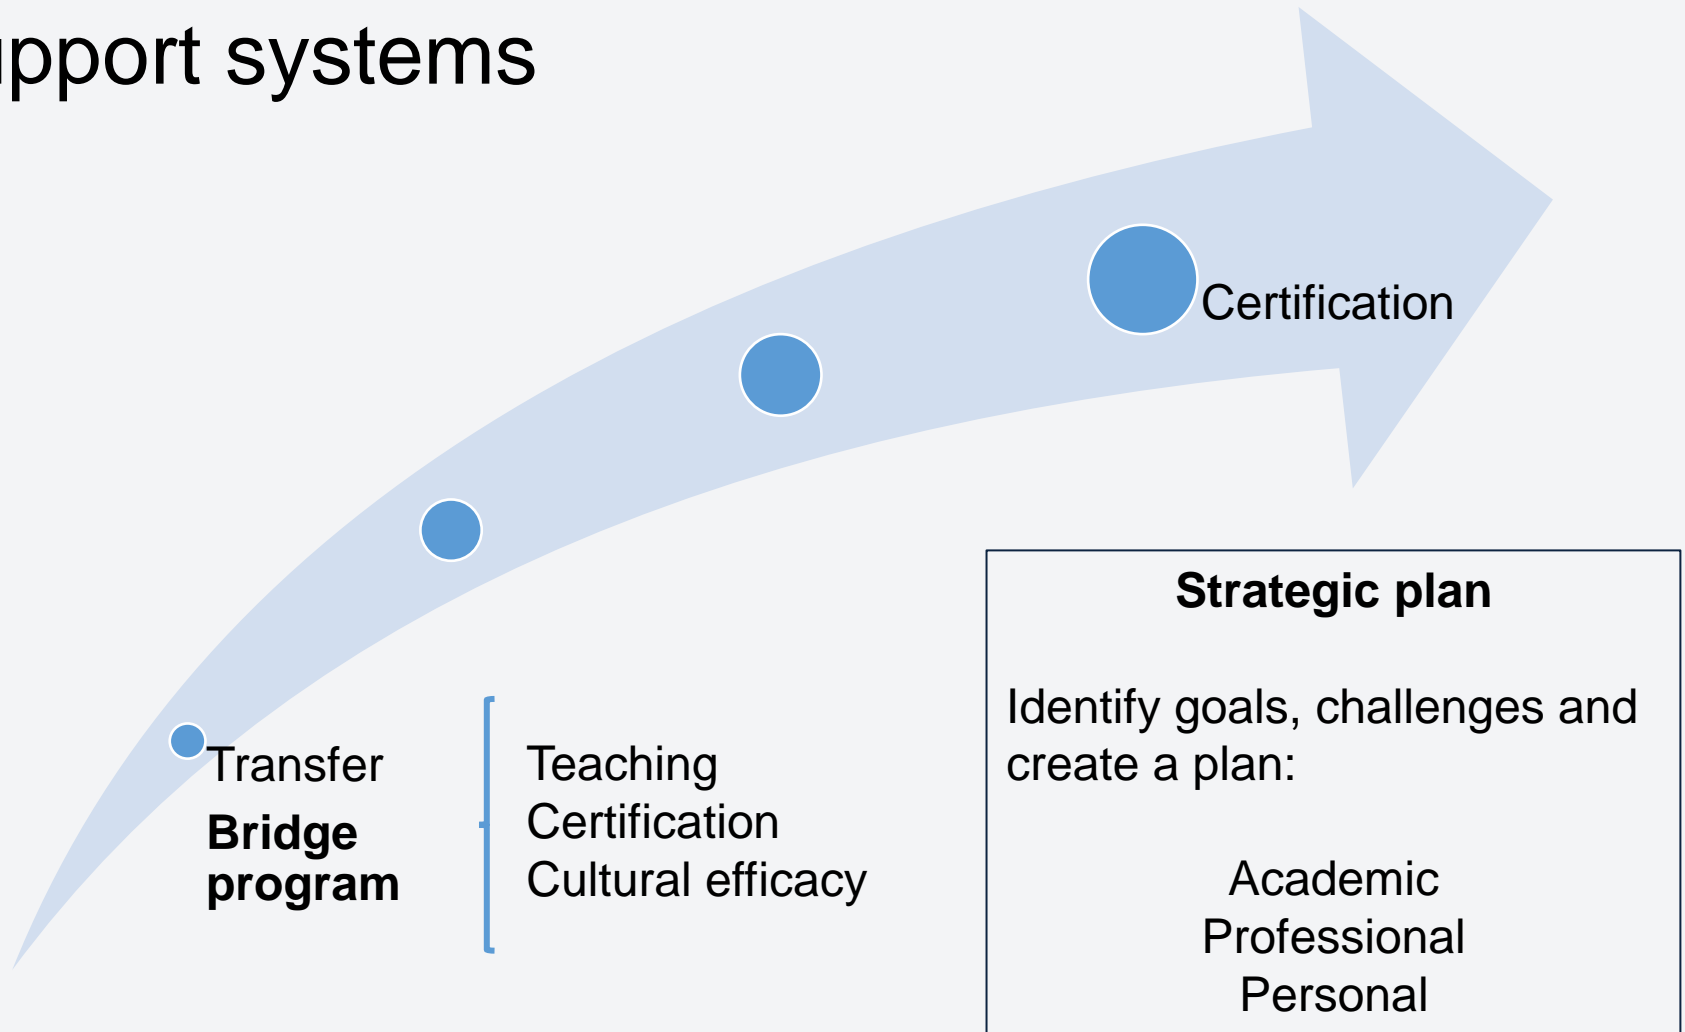 upport systems
Certification
Transfer
Bridge
program
Teaching
Certification
Cultural efficacy
Strategic plan
Identify goals, challenges and
create a plan:
Academic
Professional
Personal